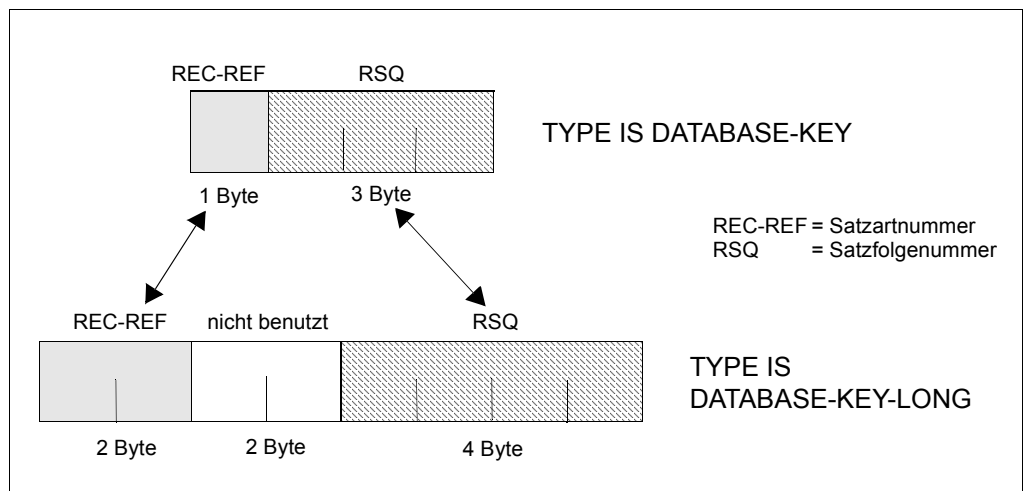 REC-REF RSQ
TYPE IS DATABASE-KEY
1 Byte 3 Byte
REC-REF = Satzartnummer
RSQ = Satzfolgenummer
REC-REF nicht benutzt RSQ
TYPE IS
DATABASE-KEY-LONG
2 Byte 2 Byte 4 Byte